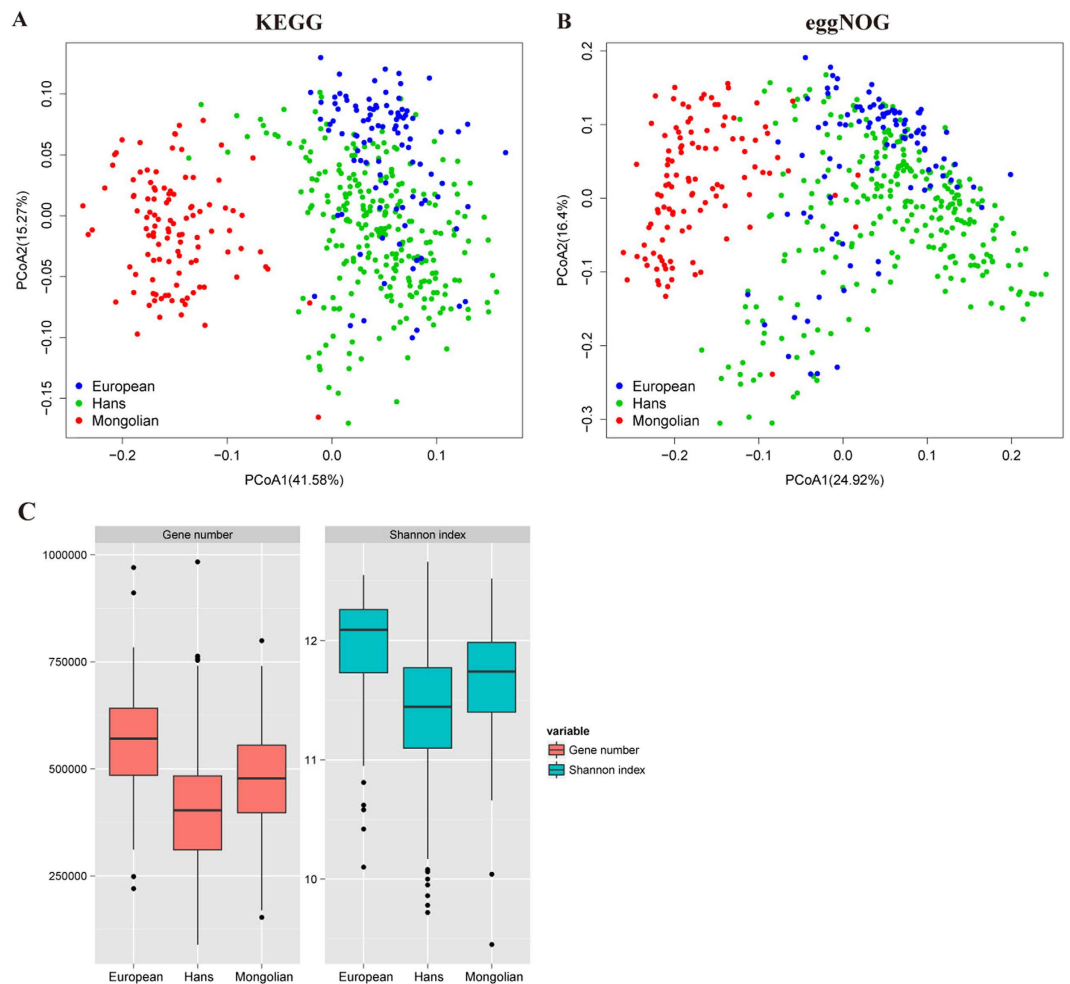 A
KEGG
0.10
0.05
0.00
−0.05
−0.10
−0.15
PCoA2(15.27%)
European
Hans
Mongolian
−0.2
−0.1
0.0
0.1
PCoA1(41.58%)
B
eggNOG
0.2
0.1
0.0
−0.1
−0.2
−0.3
PCoA2(16.4%)
European
Hans
Mongolian
−0.2
−0.1
0.0
0.1
0.2
PCoA1(24.92%)
C
Gene number
1000000
750000
500000
250000
European
Hans
Mongolian
Shannon index
12
11
10
European
Hans
Mongolian
variable
Gene number
Shannon index